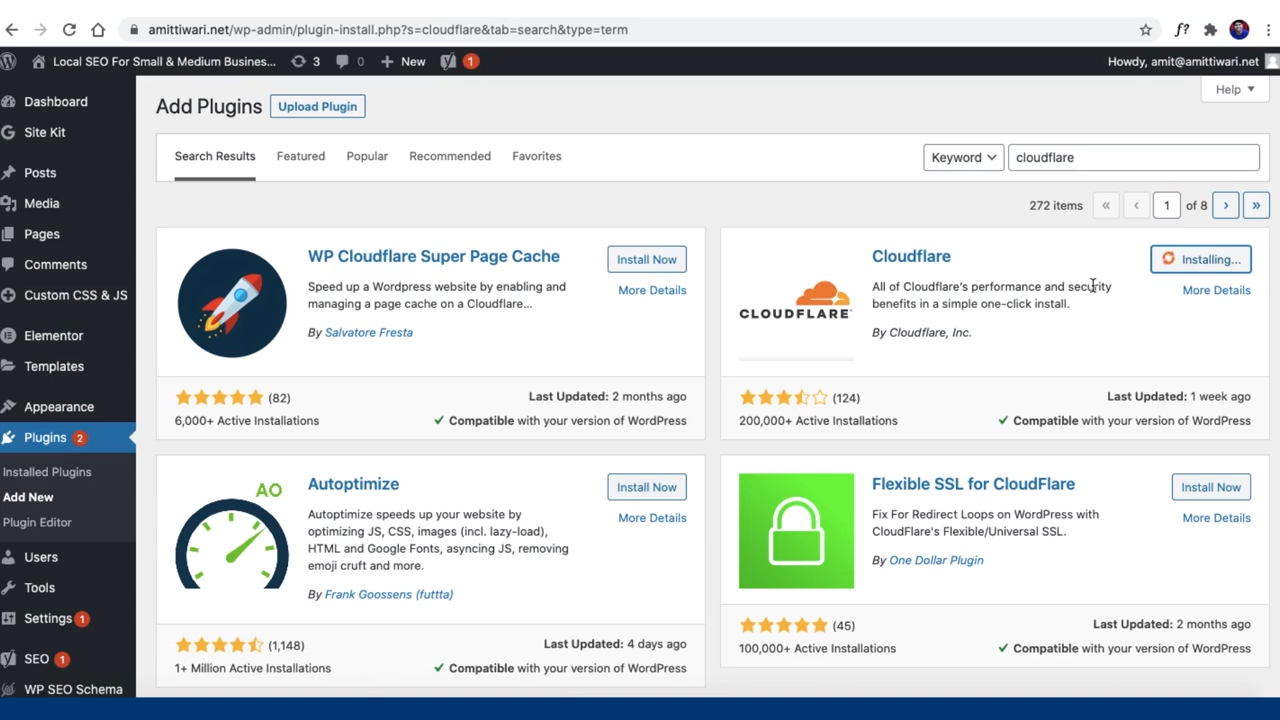 amittiwari.net/wp-admin/plugin-install.php?s=cloudflare&tab=search&type=term
f?
Local SEO For Small & Medium Busines... 3 0 + New 1 Howdy, amit@amittiwari.net
Dashboard
Site Kit
Posts
Media
Pages
Comments
Custom CSS & JS
Elementor
Templates
Appearance
Plugins 2
Installed Plugins
Add New
Plugin Editor
Users
Tools
Settings 1
SEO 1
WP SEO Schema
Help ▼
Add Plugins Upload Plugin
Search Results Featured Popular Recommended Favorites Keyword cloudflare
272 items « ‹ 1 of 8 › »
WP Cloudflare Super Page Cache
Install Now
Speed up a Wordpress website by enabling and
managing a page cache on a Cloudflare...
More Details
By Salvatore Fresta
(82) Last Updated: 2 months ago
6,000+ Active Installations ✓ Compatible with your version of WordPress
CLOUDFLARE
Cloudflare
Installing...
All of Cloudflare's performance and security
benefits in a simple one-click install.
More Details
By Cloudflare, Inc.
(124) Last Updated: 1 week ago
200,000+ Active Installations ✓ Compatible with your version of WordPress
AO
Autoptimize
Install Now
Autoptimize speeds up your website by
optimizing JS, CSS, images (incl. lazy-load),
HTML and Google Fonts, asyncing JS, removing
emoji cruft and more.
More Details
By Frank Goossens (futtta)
(1,148) Last Updated: 4 days ago
1+ Million Active Installations ✓ Compatible with your version of WordPress
Flexible SSL for CloudFlare
Install Now
Fix For Redirect Loops on WordPress with
CloudFlare's Flexible/Universal SSL.
More Details
By One Dollar Plugin
(45) Last Updated: 2 months ago
100,000+ Active Installations ✓ Compatible with your version of WordPress